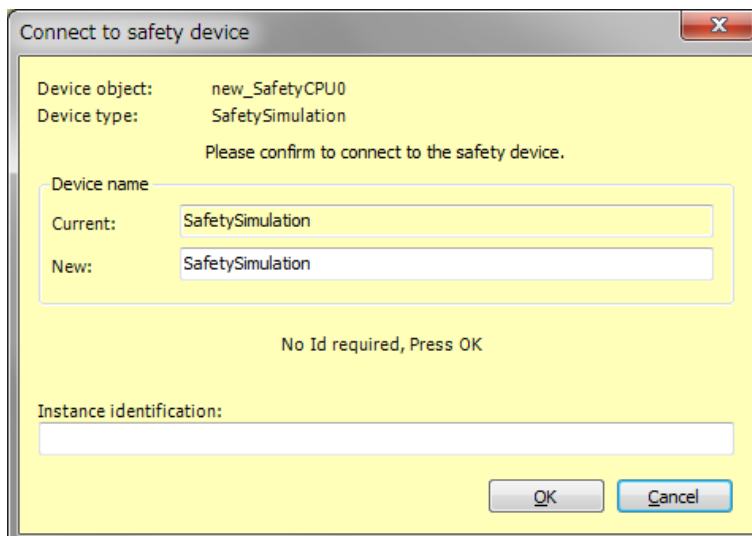 Connect to safety device
Device object: new_SafetyCPU0
Device type: SafetySimulation
Please confirm to connect to the safety device.
Device name
Current: SafetySimulation
New: SafetySimulation
No Id required, Press OK
Instance identification:
OK Cancel